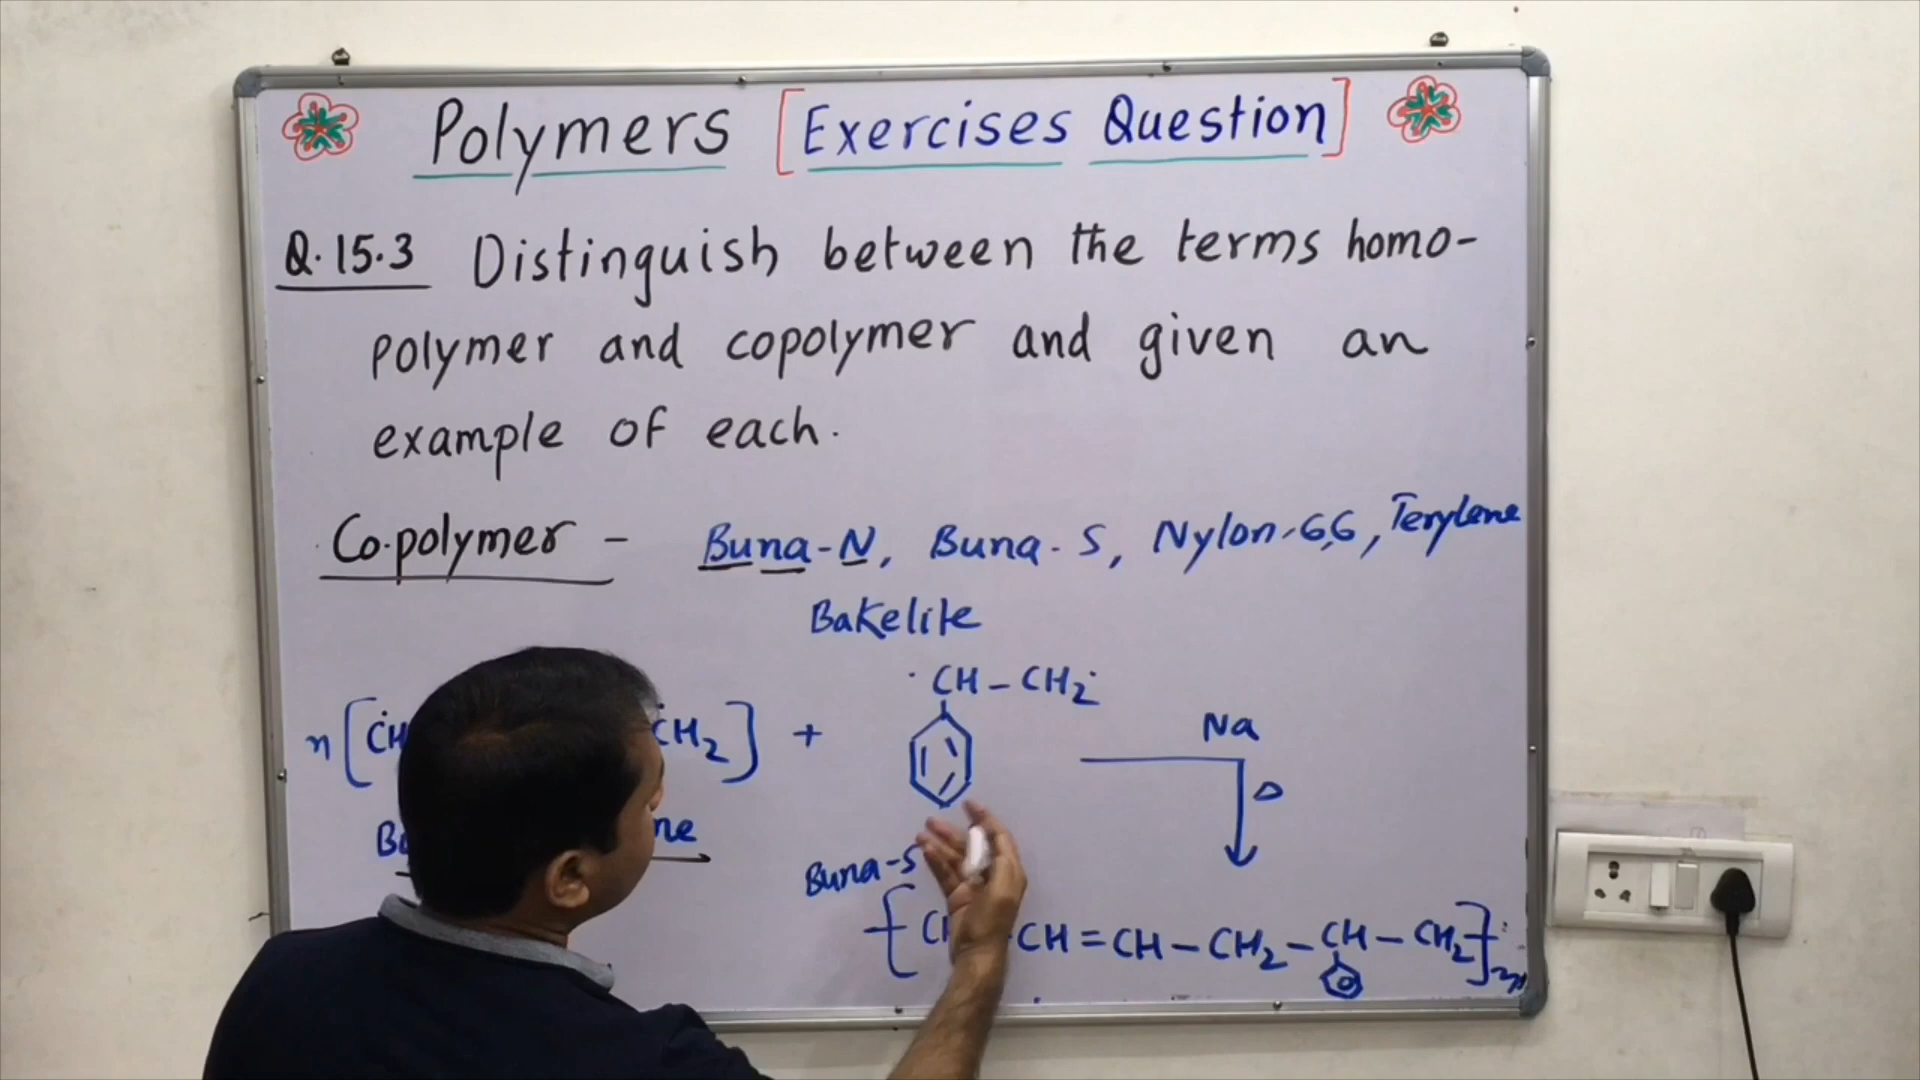 Polymers [Exercises Question]
Q. 15.3 Distinguish between the terms homo-
polymer and copolymer and given an
example of each.
Co.polymer - Buna-N, Buna-S, Nylon-6,6, Terylene
Bakelite
CH-CH2
n[CH CH2] +
Na
Δ
Buna-S
CH=CH-CH2-CH-CH2]n